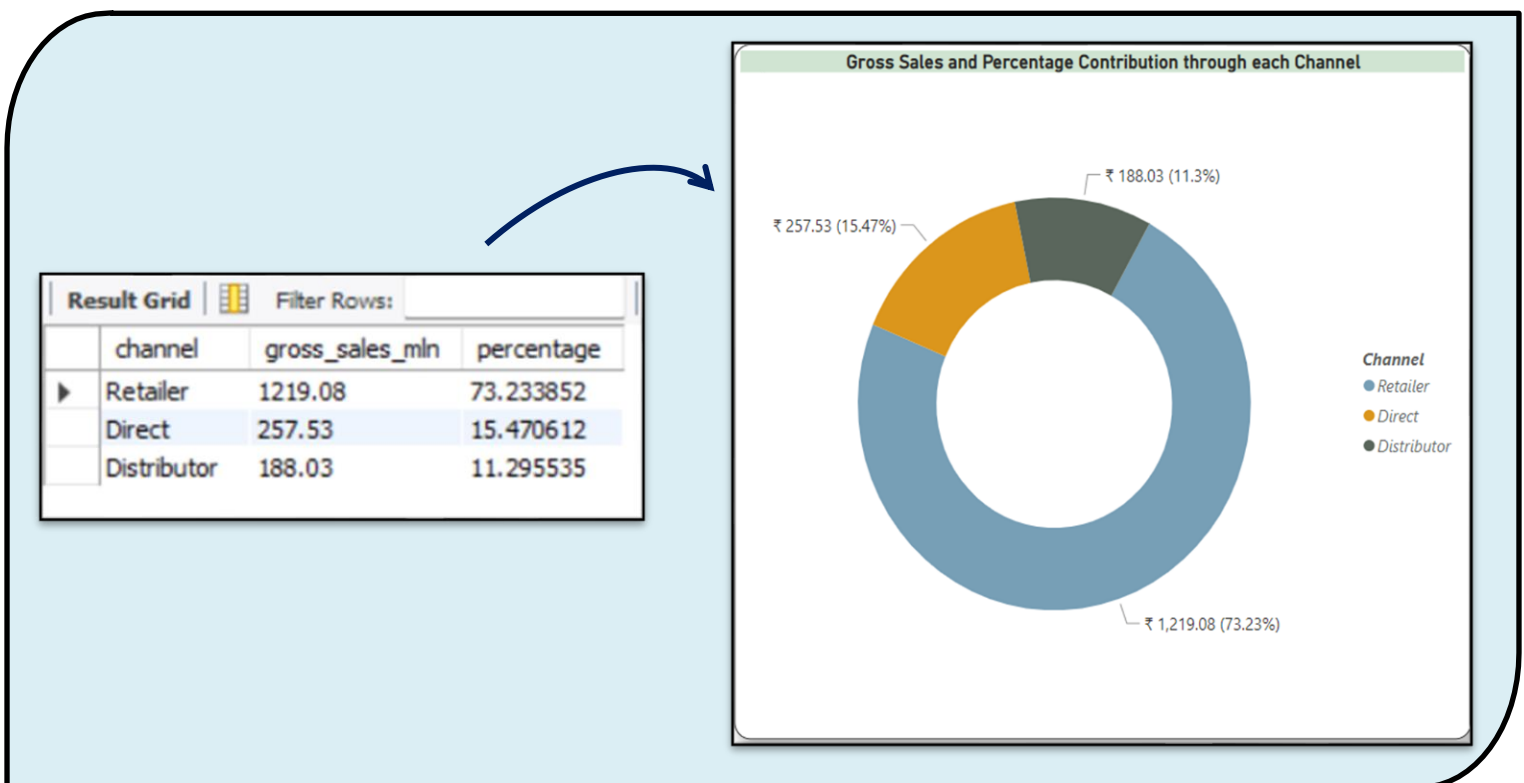 Result Grid Filter Rows:
channel gross_sales_mln percentage
Retailer 1219.08 73.233852
Direct 257.53 15.470612
Distributor 188.03 11.295535
Gross Sales and Percentage Contribution through each Channel
₹ 188.03 (11.3%)
₹ 257.53 (15.47%)
Channel
Retailer
Direct
Distributor
₹ 1,219.08 (73.23%)